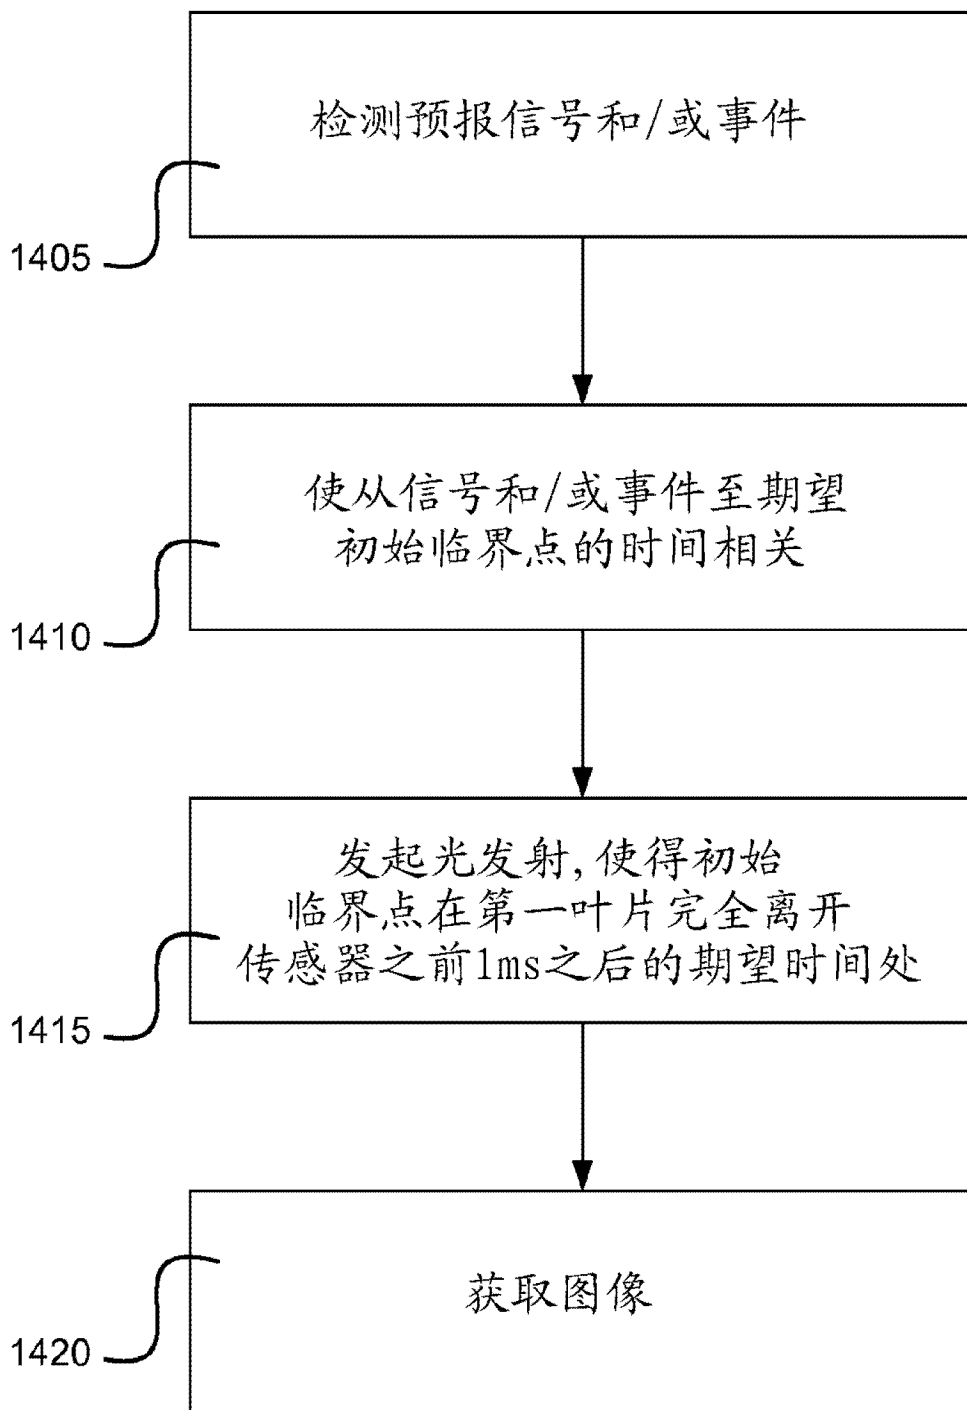 检测预报信号和/或事件
1405
使从信号和/或事件至期望
初始临界点的时间相关
1410
发起光发射,使得初始
临界点在第一叶片完全离开
传感器之前1ms之后的期望时间处
1415
获取图像
1420